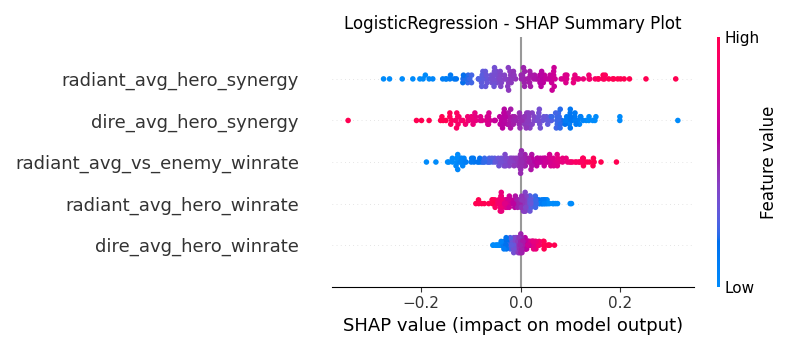 LogisticRegression - SHAP Summary Plot
High
radiant_avg_hero_synergy
dire_avg_hero_synergy
radiant_avg_vs_enemy_winrate
radiant_avg_hero_winrate
dire_avg_hero_winrate
Feature value
Low
−0.2 0.0 0.2
SHAP value (impact on model output)